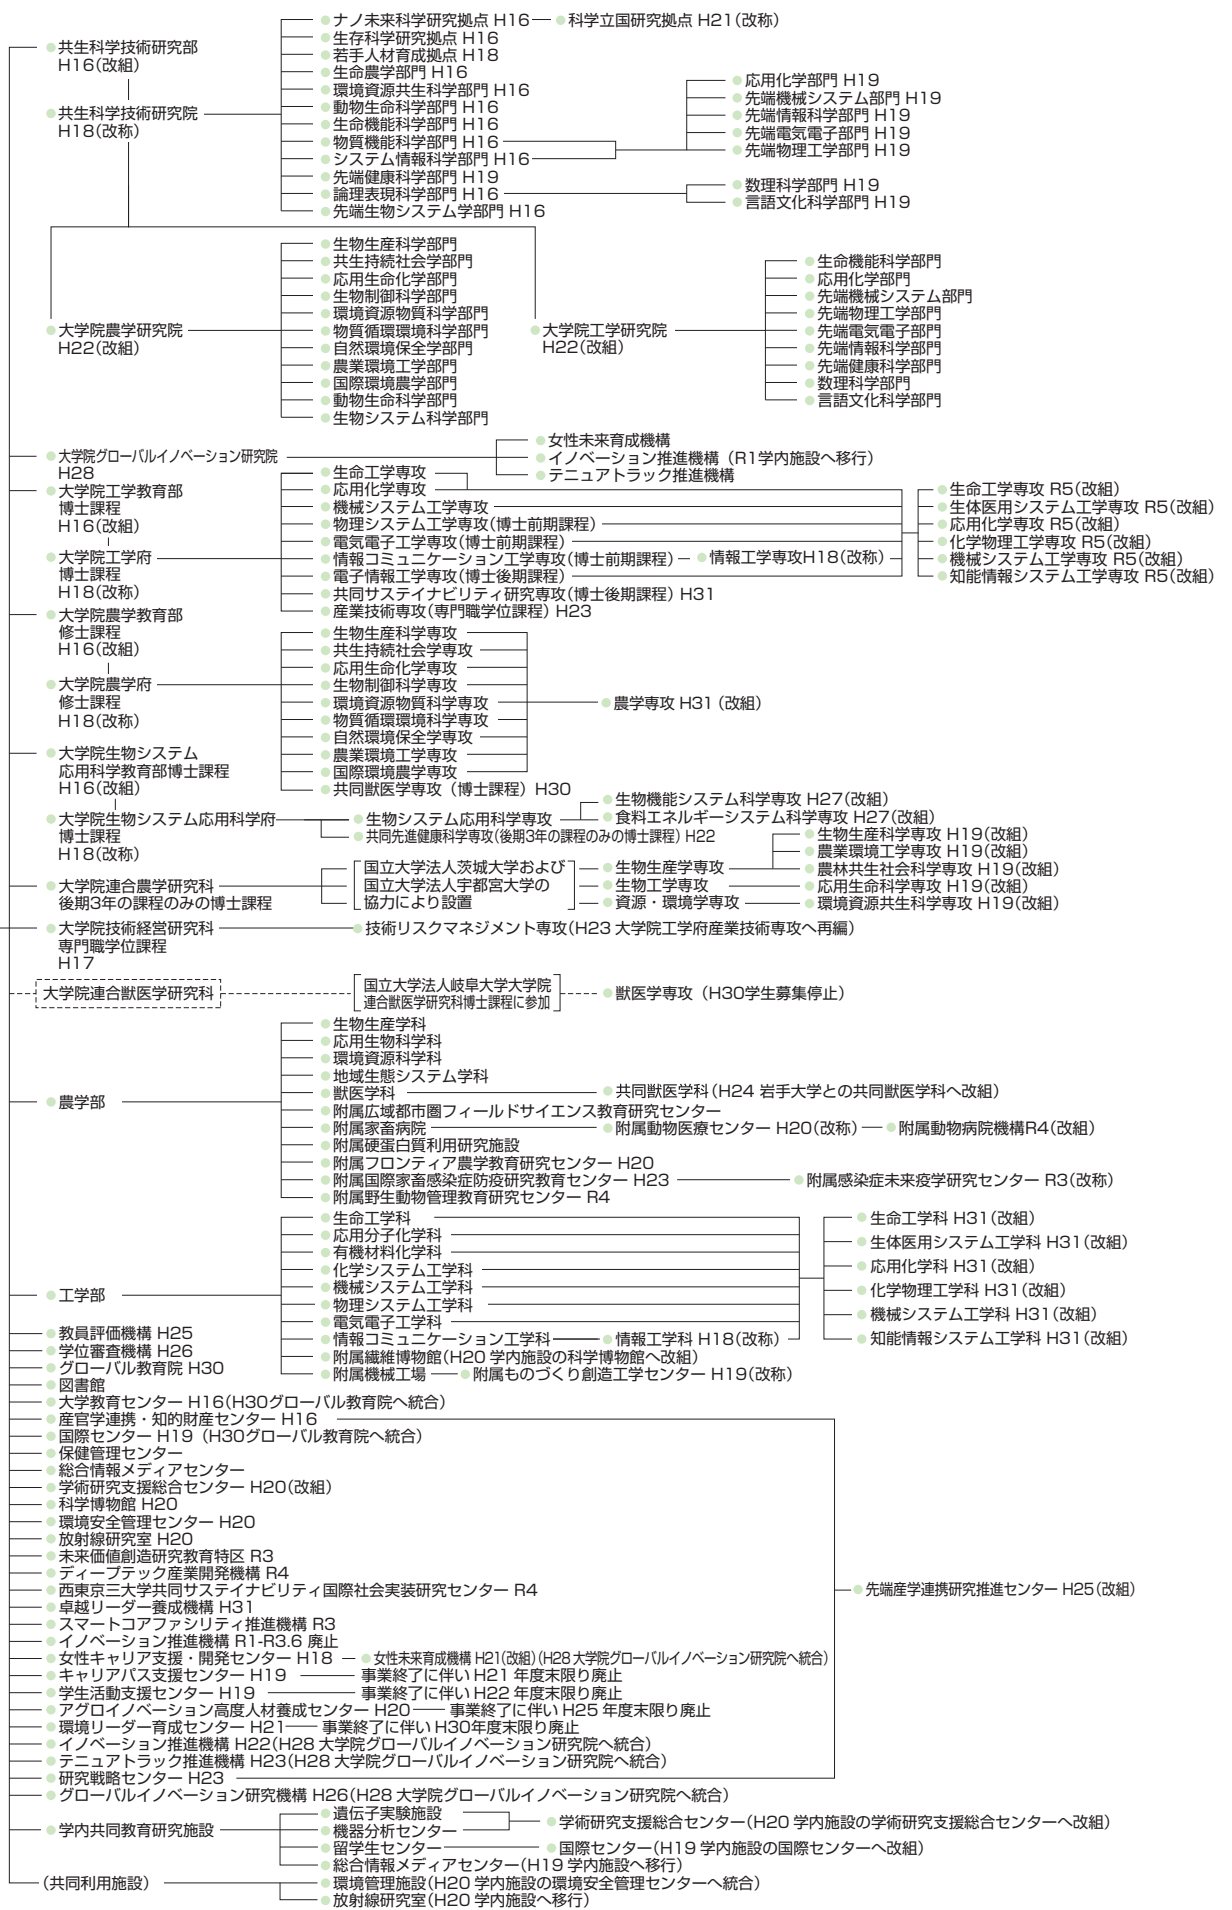 ナノ未来科学研究拠点 H16
科学立国研究拠点 H21(改称)
生存科学研究拠点 H16
若手人材育成拠点 H18
生命農学部門 H16
環境資源共生科学部門 H16
動物生命科学部門 H16
生命機能科学部門 H16
物質機能科学部門 H16
システム情報科学部門 H16
先端健康科学部門 H19
論理表現科学部門 H16
先端生物システム学部門 H16
共生科学技術研究部
H16(改組)
共生科学技術研究院
H18(改称)
応用化学部門 H19
先端機械システム部門 H19
先端情報科学部門 H19
先端電気電子部門 H19
先端物理工学部門 H19
数理科学部門 H19
言語文化科学部門 H19
大学院農学研究院
H22(改組)
生物生産科学部門
共生持続社会学部門
応用生命化学部門
生物制御科学部門
環境資源物質科学部門
物質循環環境科学部門
自然環境保全学部門
農業環境工学部門
国際環境農学部門
動物生命科学部門
生物システム科学部門
大学院工学研究院
H22(改組)
生命機能科学部門
応用化学部門
先端機械システム部門
先端物理工学部門
先端電気電子部門
先端情報科学部門
先端健康科学部門
数理科学部門
言語文化科学部門
大学院グローバルイノベーション研究院
H28
女性未来育成機構
イノベーション推進機構（R1学内施設へ移行）
テニュアトラック推進機構
大学院工学教育部
博士課程
H16(改組)
大学院工学府
博士課程
H18(改称)
生命工学専攻
応用化学専攻
機械システム工学専攻
物理システム工学専攻(博士前期課程)
電気電子工学専攻(博士前期課程)
情報コミュニケーション工学専攻(博士前期課程)
情報工学専攻H18(改称)
電子情報工学専攻(博士後期課程)
共同サステイナビリティ研究専攻(博士後期課程) H31
産業技術専攻(専門職学位課程) H23
生命工学専攻 R5(改組)
生体医用システム工学専攻 R5(改組)
応用化学専攻 R5(改組)
化学物理工学専攻 R5(改組)
機械システム工学専攻 R5(改組)
知能情報システム工学専攻 R5(改組)
大学院農学教育部
修士課程
H16(改組)
大学院農学府
修士課程
H18(改称)
生物生産科学専攻
共生持続社会学専攻
応用生命化学専攻
生物制御科学専攻
環境資源物質科学専攻
物質循環環境科学専攻
自然環境保全学専攻
農業環境工学専攻
国際環境農学専攻
共同獣医学専攻（博士課程）H30
農学専攻 H31 (改組)
大学院生物システム
応用科学教育部博士課程
H16(改組)
大学院生物システム応用科学府
博士課程
H18(改称)
生物システム応用科学専攻
共同先進健康科学専攻(後期3年の課程のみの博士課程) H22
生物機能システム科学専攻 H27(改組)
食料エネルギーシステム科学専攻 H27(改組)
大学院連合農学研究科
後期3年の課程のみの博士課程
国立大学法人茨城大学および
国立大学法人宇都宮大学の
協力により設置
生物生産学専攻
生物工学専攻
資源・環境学専攻
生物生産科学専攻 H19(改組)
農業環境工学専攻 H19(改組)
農林共生社会科学専攻 H19(改組)
応用生命科学専攻 H19(改組)
環境資源共生科学専攻 H19(改組)
大学院技術経営研究科
専門職学位課程
H17
技術リスクマネジメント専攻(H23 大学院工学府産業技術専攻へ再編)
大学院連合獣医学研究科
国立大学法人岐阜大学大学院
連合獣医学研究科博士課程に参加
獣医学専攻（H30学生募集停止）
農学部
生物生産学科
応用生物科学科
環境資源科学科
地域生態システム学科
獣医学科
共同獣医学科(H24 岩手大学との共同獣医学科へ改組)
附属広域都市圏フィールドサイエンス教育研究センター
附属家畜病院
附属動物医療センター H20(改称)
附属動物病院機構R4(改組)
附属硬蛋白質利用研究施設
附属フロンティア農学教育研究センター H20
附属国際家畜感染症防疫研究教育センター H23
附属感染症未来疫学研究センター R3(改称)
附属野生動物管理教育研究センター R4
工学部
生命工学科
応用分子化学科
有機材料化学科
化学システム工学科
機械システム工学科
物理システム工学科
電気電子工学科
情報コミュニケーション工学科
情報工学科 H18(改称)
附属繊維博物館(H20 学内施設の科学博物館へ改組)
附属機械工場
附属ものづくり創造工学センター H19(改称)
生命工学科 H31(改組)
生体医用システム工学科 H31(改組)
応用化学科 H31(改組)
化学物理工学科 H31(改組)
機械システム工学科 H31(改組)
知能情報システム工学科 H31(改組)
教員評価機構 H25
学位審査機構 H26
グローバル教育院 H30
図書館
大学教育センター H16(H30グローバル教育院へ統合)
産官学連携・知的財産センター H16
国際センター H19（H30グローバル教育院へ統合）
保健管理センター
総合情報メディアセンター
学術研究支援総合センター H20(改組)
科学博物館 H20
環境安全管理センター H20
放射線研究室 H20
未来価値創造研究教育特区 R3
ディープテック産業開発機構 R4
西東京三大学共同サステイナビリティ国際社会実装研究センター R4
先端産学連携研究推進センター H25(改組)
卓越リーダー養成機構 H31
スマートコアファシリティ推進機構 R3
イノベーション推進機構 R1-R3.6 廃止
女性キャリア支援・開発センター H18
女性未来育成機構 H21(改組)(H28 大学院グローバルイノベーション研究院へ統合)
キャリアパス支援センター H19
事業終了に伴い H21 年度末限り廃止
学生活動支援センター H19
事業終了に伴い H22 年度末限り廃止
アグロイノベーション高度人材養成センター H20
事業終了に伴い H25 年度末限り廃止
環境リーダー育成センター H21
事業終了に伴い H30年度末限り廃止
イノベーション推進機構 H22(H28 大学院グローバルイノベーション研究院へ統合)
テニュアトラック推進機構 H23(H28 大学院グローバルイノベーション研究院へ統合)
研究戦略センター H23
グローバルイノベーション研究機構 H26(H28 大学院グローバルイノベーション研究院へ統合)
学内共同教育研究施設
遺伝子実験施設
機器分析センター
学術研究支援総合センター(H20 学内施設の学術研究支援総合センターへ改組)
留学生センター
国際センター(H19 学内施設の国際センターへ改組)
総合情報メディアセンター(H19 学内施設へ移行)
(共同利用施設)
環境管理施設(H20 学内施設の環境安全管理センターへ統合)
放射線研究室(H20 学内施設へ移行)